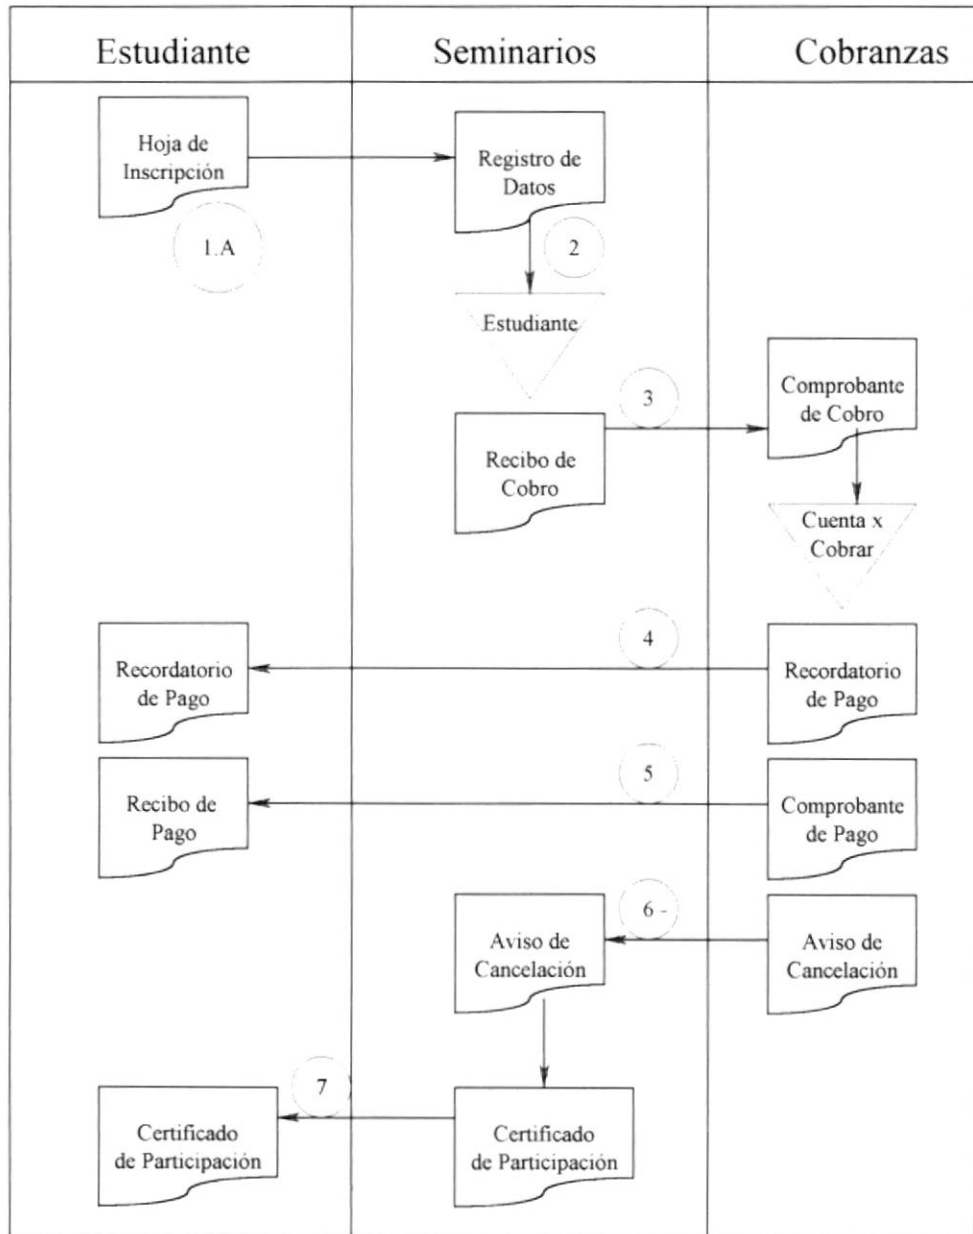 Estudiante
Seminarios
Cobranzas
Hoja de
Inscripción
Registro de
Datos
1.A
2
Estudiante
3
Comprobante
de Cobro
Recibo de
Cobro
Cuenta x
Cobrar
4
Recordatorio
de Pago
Recordatorio
de Pago
5
Recibo de
Pago
Comprobante
de Pago
6 -
Aviso de
Cancelación
Aviso de
Cancelación
7
Certificado
de Participación
Certificado
de Participación